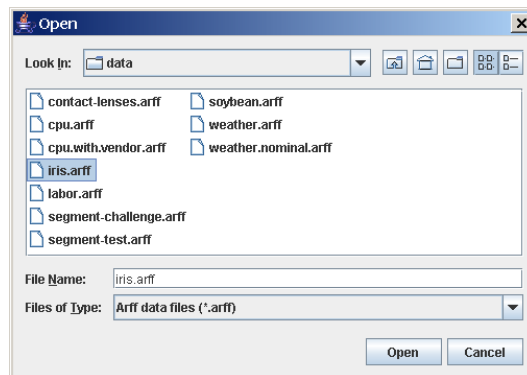 Open
Look In: data
contact-lenses.arff
cpu.arff
cpu.with.vendor.arff
iris.arff
labor.arff
segment-challenge.arff
segment-test.arff
soybean.arff
weather.arff
weather.nominal.arff
File Name: iris.arff
Files of Type: Arff data files (*.arff)
Open Cancel